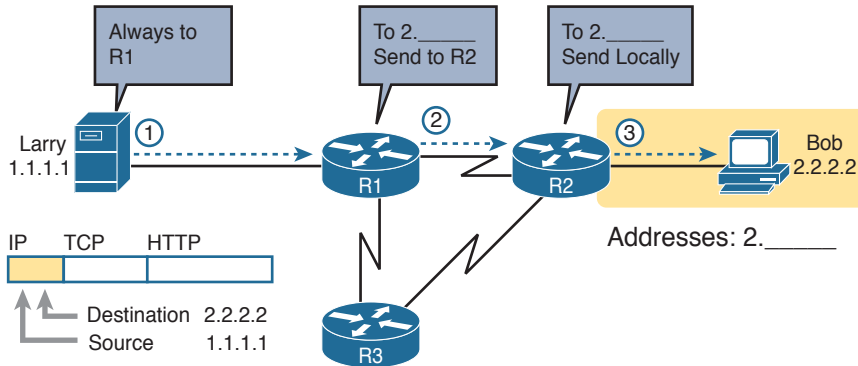 Always to
R1
To 2._____
Send to R2
To 2._____
Send Locally
Larry
1.1.1.1
1
2
3
R1
R2
Bob
2.2.2.2
Addresses: 2._____
IP TCP HTTP
Destination 2.2.2.2
Source 1.1.1.1
R3